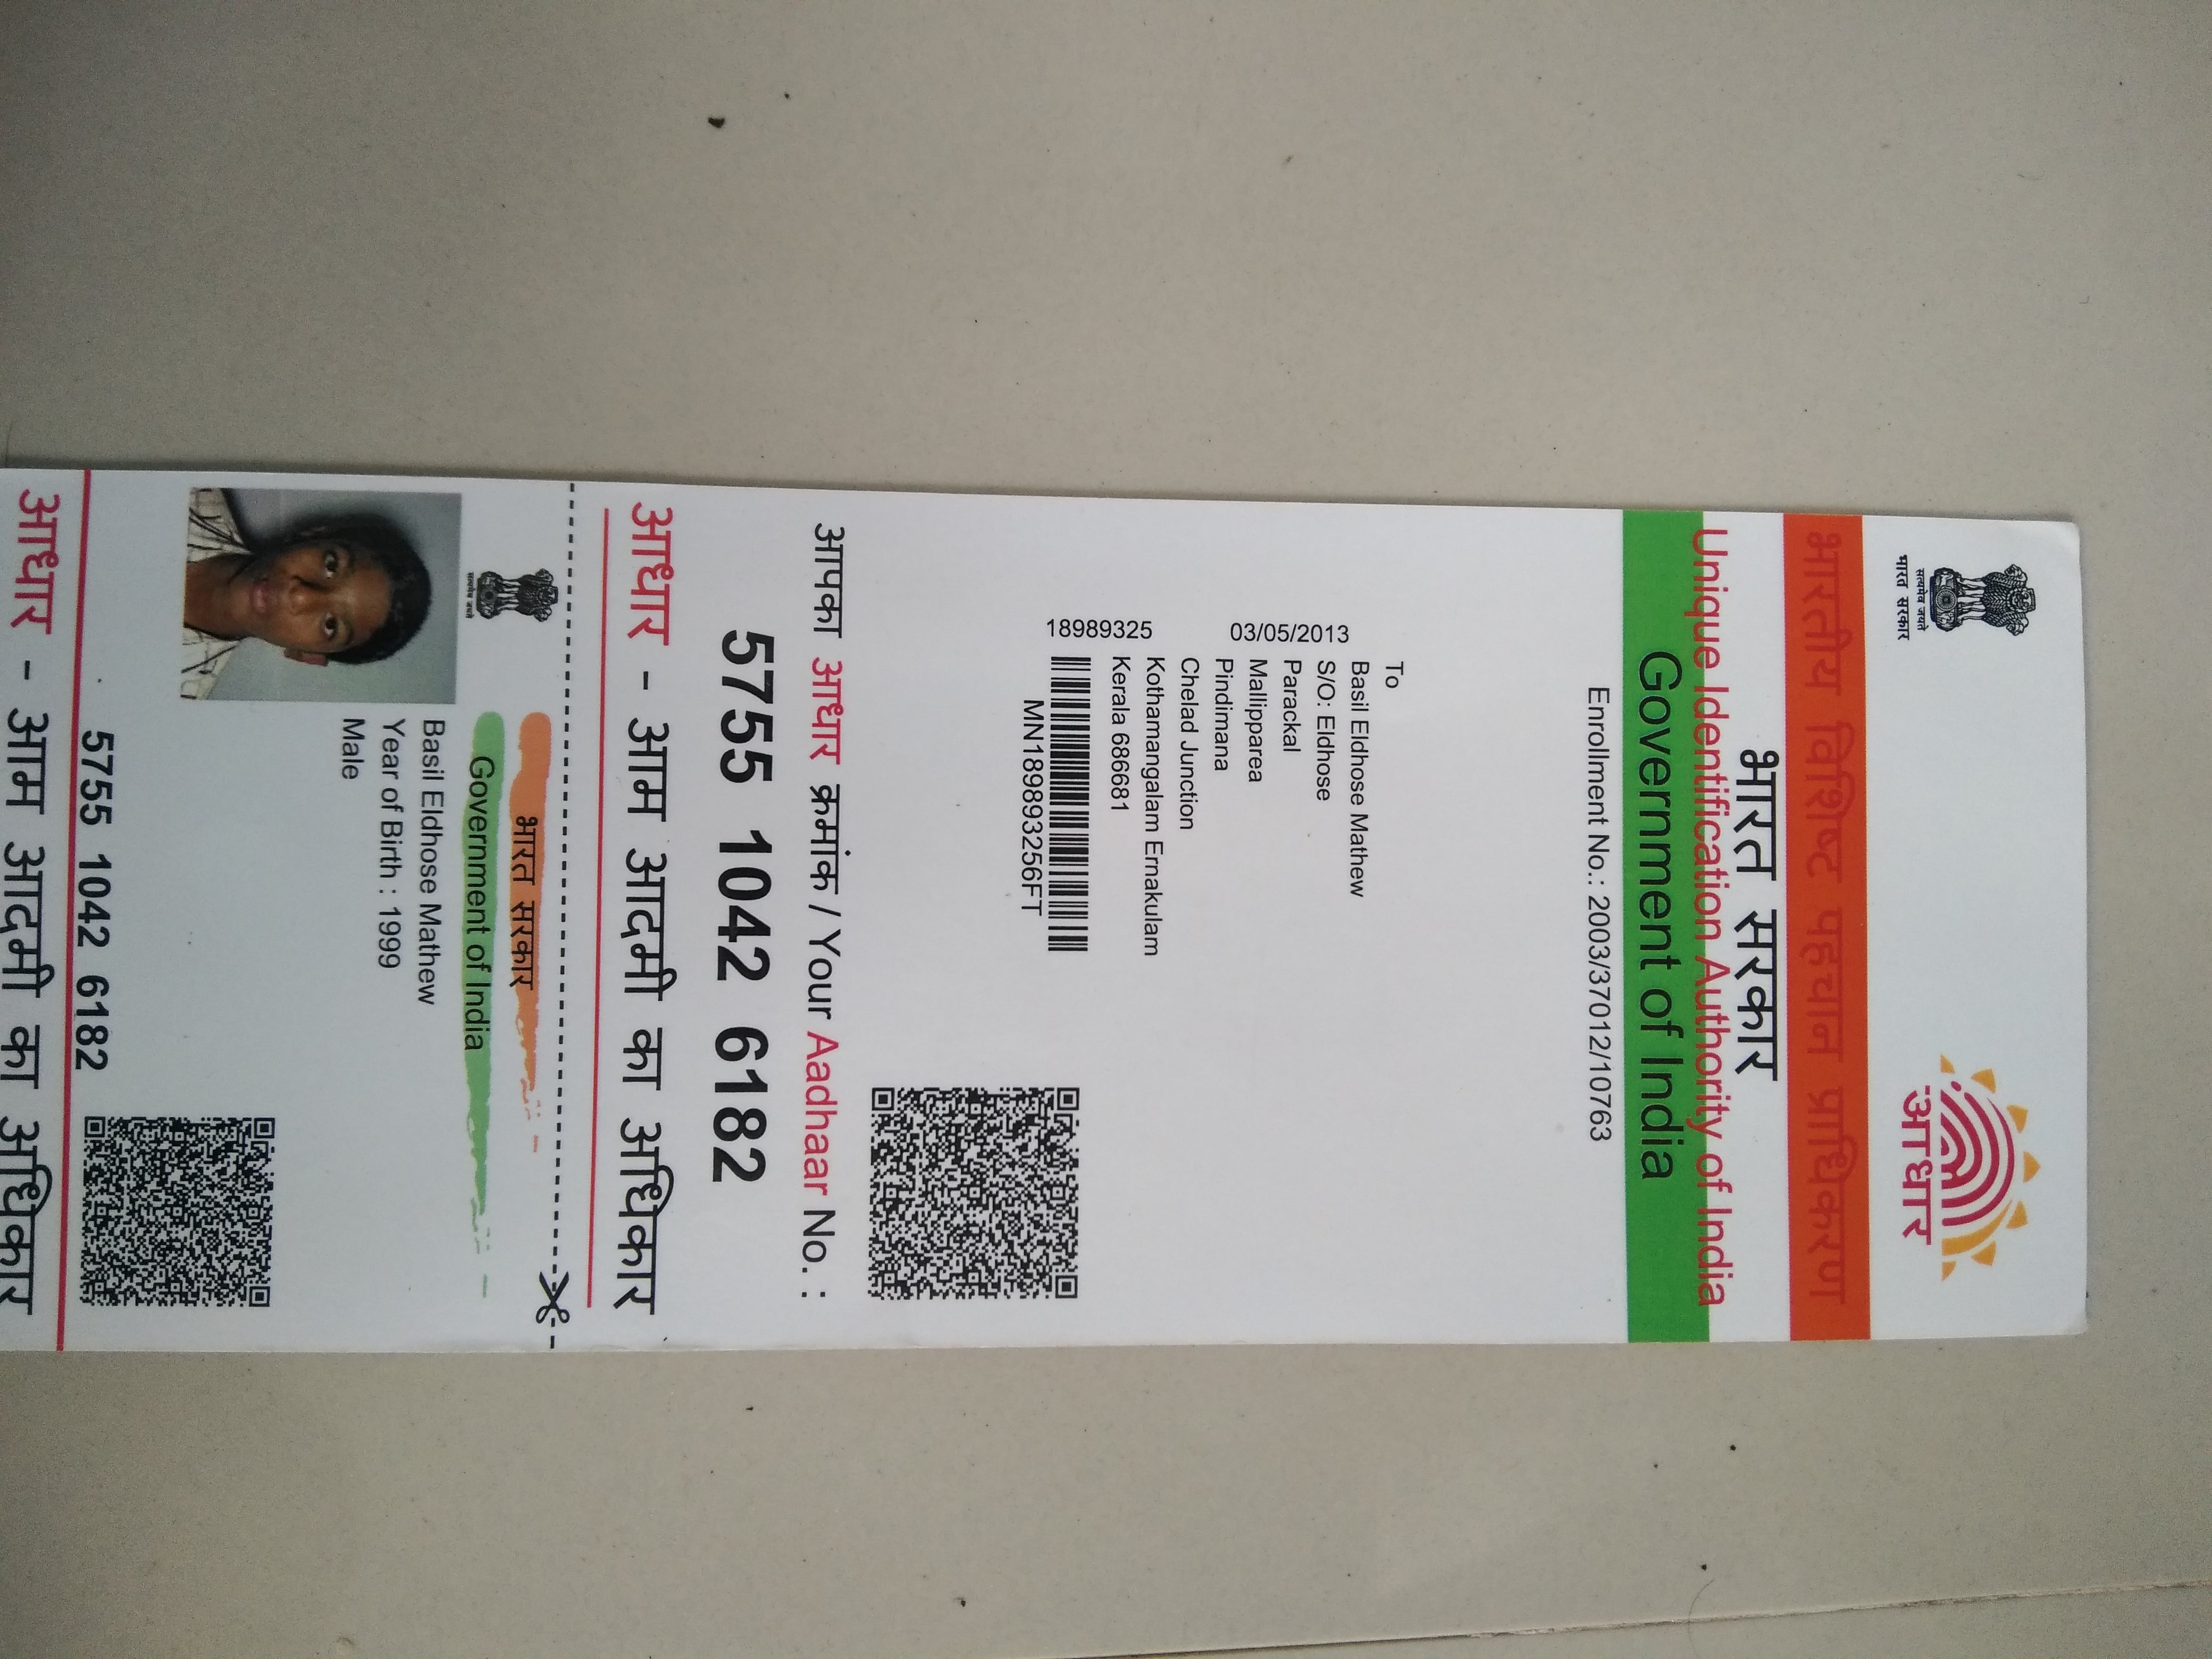 सत्यमेव जयते
भारत सरकार
आधार
भारतीय विशिष्ट पहचान प्राधिकरण
भारत सरकार
Unique Identification Authority of India
Government of India
Enrollment No.: 2003/37012/10763
To
Basil Eldhose Mathew
S/O: Eldhose
Parackal
Mallipparea
Pindimana
Chelad Junction
Kothamangalam Ernakulam
Kerala 686681
03/05/2013
18989325
MN189893256FT
आपका आधार क्रमांक / Your Aadhaar No. :
5755 1042 6182
आधार - आम आदमी का अधिकार
सत्यमेव जयते
भारत सरकार
Government of India
Basil Eldhose Mathew
Year of Birth : 1999
Male
5755 1042 6182
आधार - आम आदमी का अधिकार